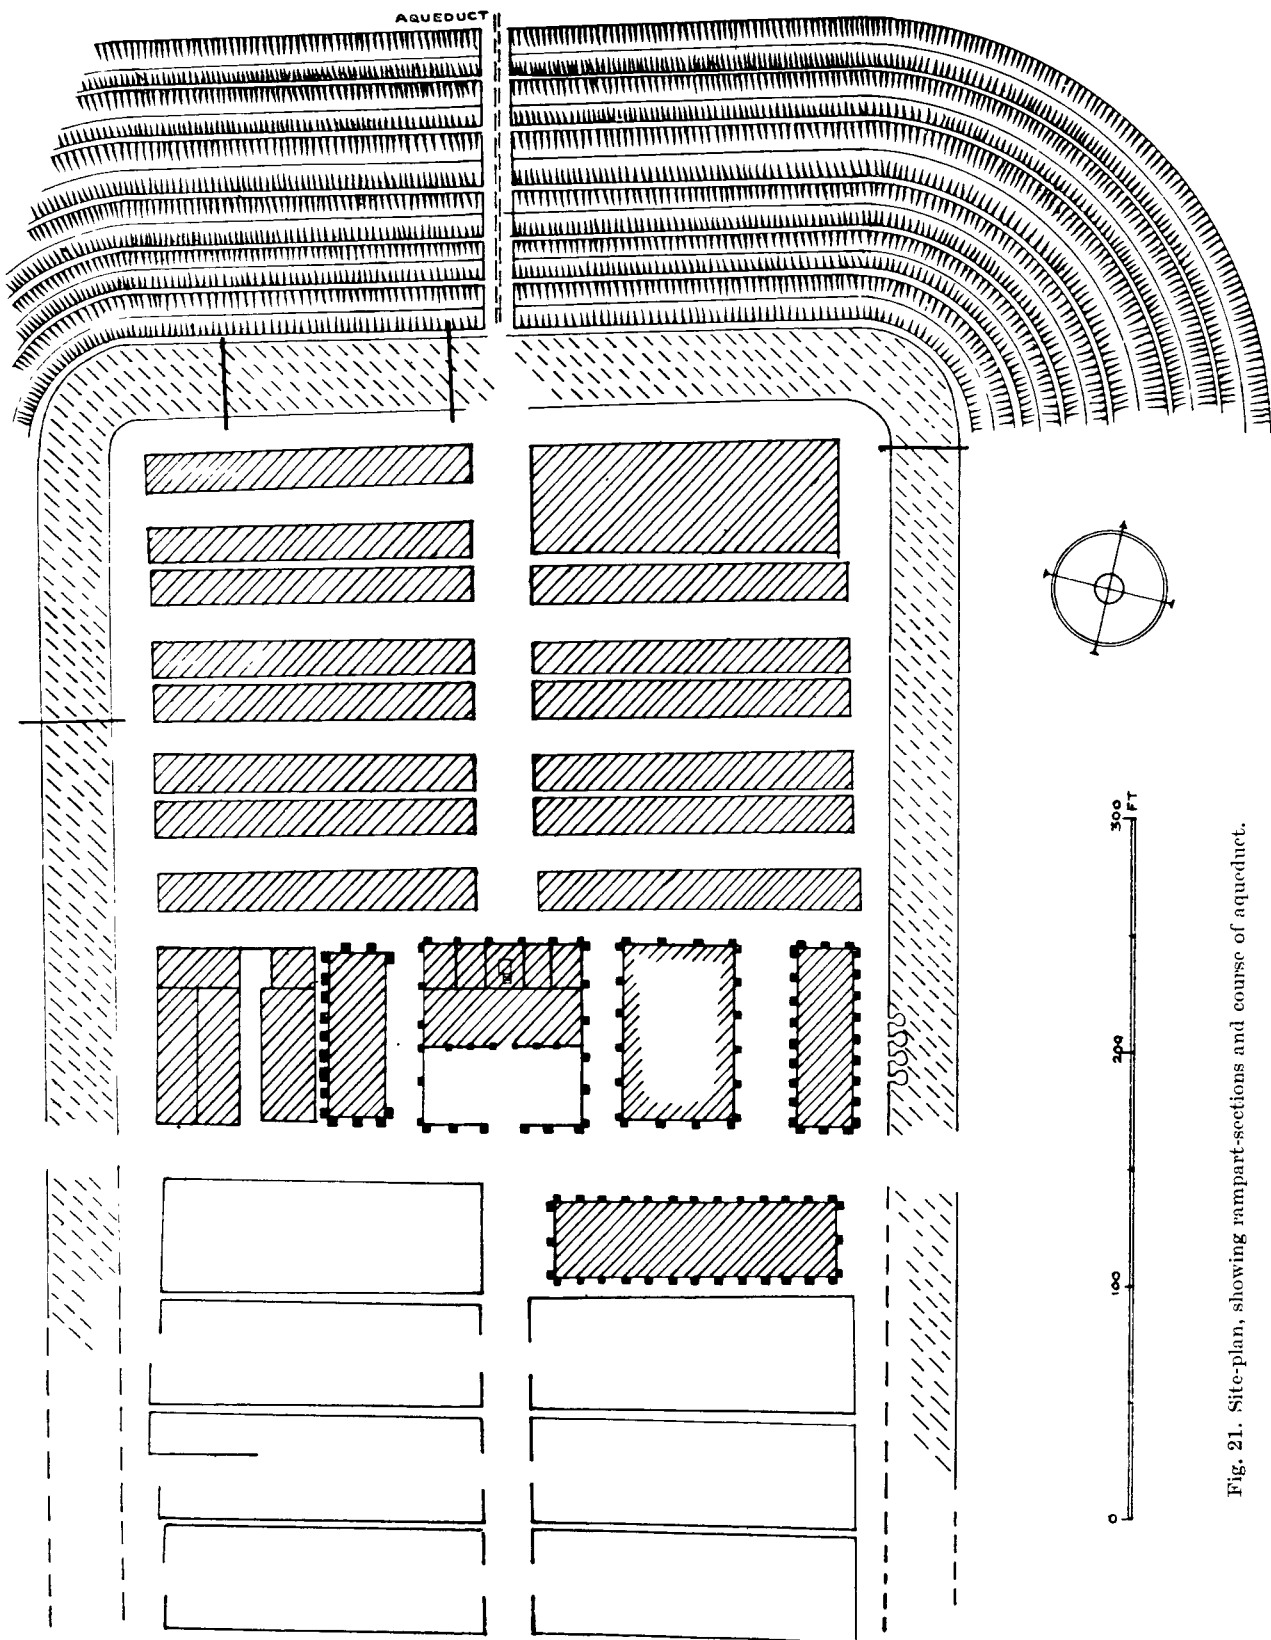 AQUEDUCT
300
FT
200
100
0
Fig. 21. Site-plan, showing rampart-sections and course of aqueduct.